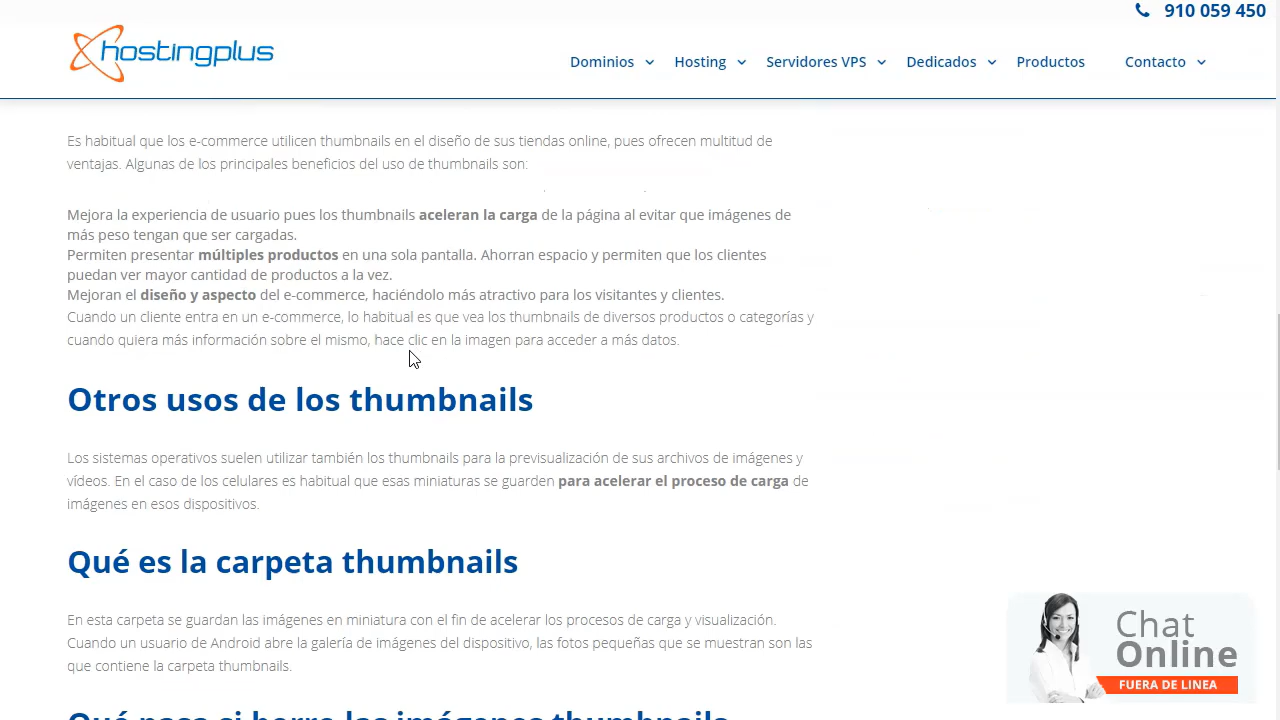 910 059 450
hostingplus
Dominios Hosting Servidores VPS Dedicados Productos Contacto
Es habitual que los e-commerce utilicen thumbnails en el diseño de sus tiendas online, pues ofrecen multitud de
ventajas. Algunas de los principales beneficios del uso de thumbnails son:
Mejora la experiencia de usuario pues los thumbnails aceleran la carga de la página al evitar que imágenes de
más peso tengan que ser cargadas.
Permiten presentar múltiples productos en una sola pantalla. Ahorran espacio y permiten que los clientes
puedan ver mayor cantidad de productos a la vez.
Mejoran el diseño y aspecto del e-commerce, haciéndolo más atractivo para los visitantes y clientes.
Cuando un cliente entra en un e-commerce, lo habitual es que vea los thumbnails de diversos productos o categorías y
cuando quiera más información sobre el mismo, hace clic en la imagen para acceder a más datos.
Otros usos de los thumbnails
Los sistemas operativos suelen utilizar también los thumbnails para la previsualización de sus archivos de imágenes y
vídeos. En el caso de los celulares es habitual que esas miniaturas se guarden para acelerar el proceso de carga de
imágenes en esos dispositivos.
Qué es la carpeta thumbnails
En esta carpeta se guardan las imágenes en miniatura con el fin de acelerar los procesos de carga y visualización.
Cuando un usuario de Android abre la galería de imágenes del dispositivo, las fotos pequeñas que se muestran son las
que contiene la carpeta thumbnails.
Qué pasa si borro las imágenes thumbnails
Chat
Online
FUERA DE LINEA